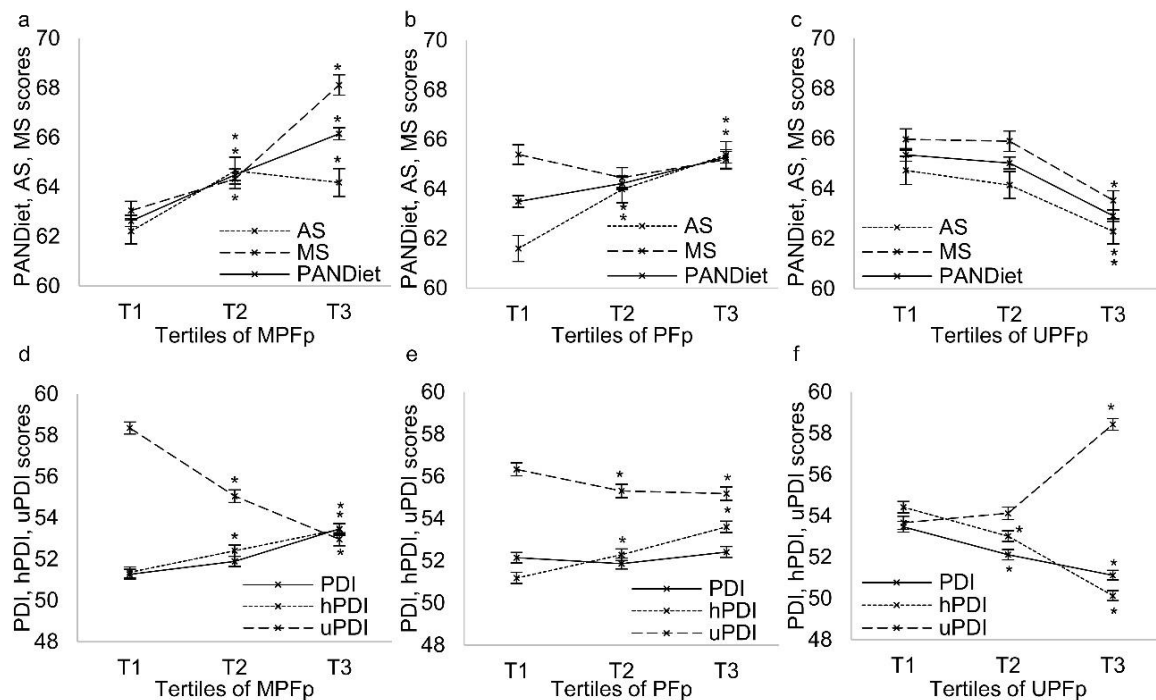 a
PANDiet, AS, MS scores
70
68
66
64
62
60
*
*
*
*
*
*
AS
MS
PANDiet
T1 T2 T3
Tertiles of MPFp
b
PANDiet, AS, MS scores
70
68
66
64
62
60
*
*
*
*
AS
MS
PANDiet
T1 T2 T3
Tertiles of PFp
c
PANDiet, AS, MS scores
70
68
66
64
62
60
*
*
*
AS
MS
PANDiet
T1 T2 T3
Tertiles of UPFp
d
PDI, hPDI, uPDI scores
60
58
56
54
52
50
48
*
*
*
*
*
PDI
hPDI
uPDI
T1 T2 T3
Tertiles of MPFp
e
PDI, hPDI, uPDI scores
60
58
56
54
52
50
48
*
*
*
*
PDI
hPDI
uPDI
T1 T2 T3
Tertiles of PFp
f
PDI, hPDI, uPDI scores
60
58
56
54
52
50
48
*
*
*
*
*
PDI
hPDI
uPDI
T1 T2 T3
Tertiles of UPFp